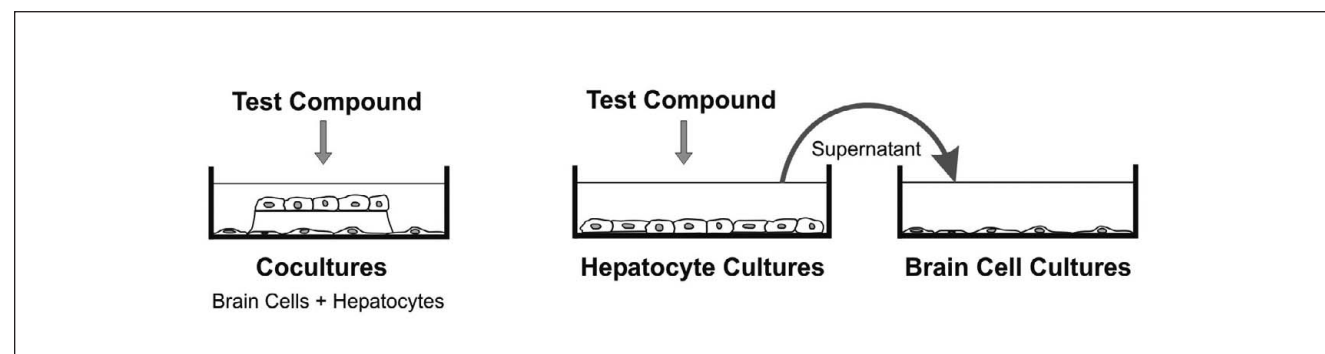 Test Compound
Cocultures
Brain Cells + Hepatocytes
Test Compound
Supernatant
Hepatocyte Cultures
Brain Cell Cultures